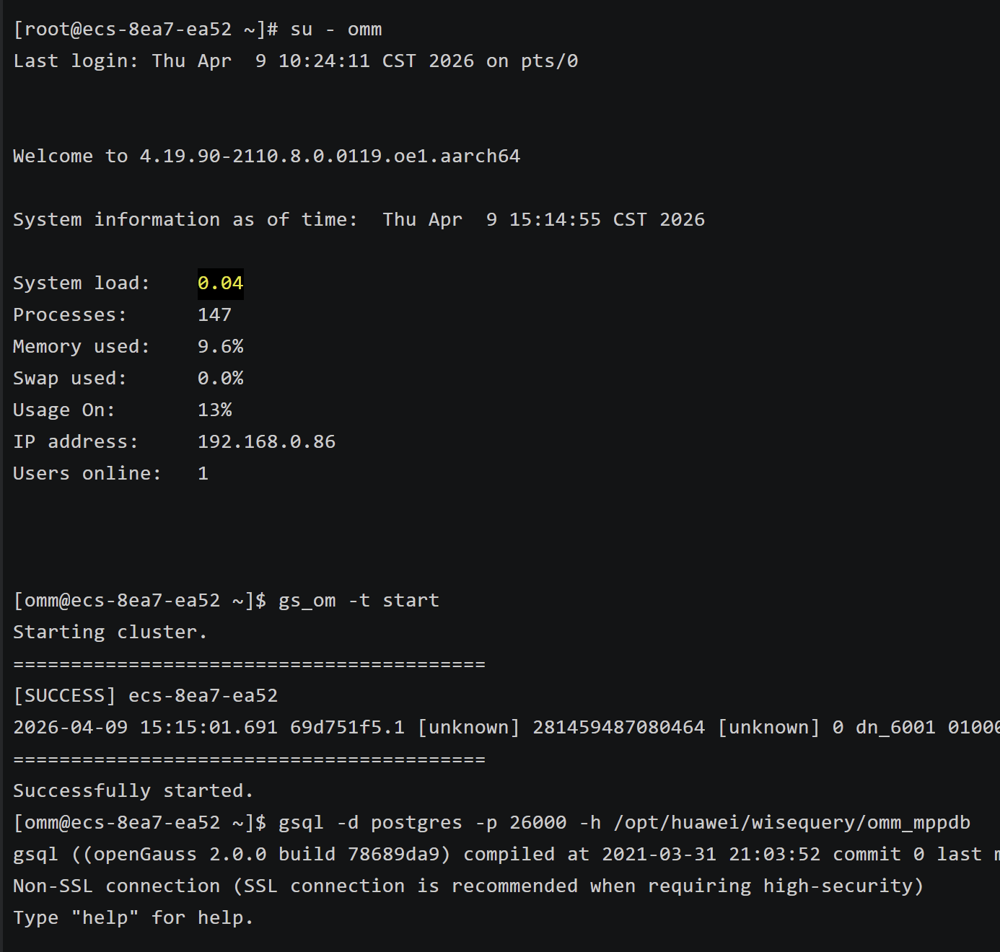 [root@ecs-8ea7-ea52 ~]# su - omm
Last login: Thu Apr  9 10:24:11 CST 2026 on pts/0
Welcome to 4.19.90-2110.8.0.0119.oe1.aarch64
System information as of time:  Thu Apr  9 15:14:55 CST 2026
System load:    0.04
Processes:      147
Memory used:    9.6%
Swap used:      0.0%
Usage On:       13%
IP address:     192.168.0.86
Users online:   1
[omm@ecs-8ea7-ea52 ~]$ gs_om -t start
Starting cluster.
=========================================
[SUCCESS] ecs-8ea7-ea52
2026-04-09 15:15:01.691 69d751f5.1 [unknown] 281459487080464 [unknown] 0 dn_6001 01000
=========================================
Successfully started.
[omm@ecs-8ea7-ea52 ~]$ gsql -d postgres -p 26000 -h /opt/huawei/wisequery/omm_mppdb
gsql ((openGauss 2.0.0 build 78689da9) compiled at 2021-03-31 21:03:52 commit 0 last
Non-SSL connection (SSL connection is recommended when requiring high-security)
Type "help" for help.